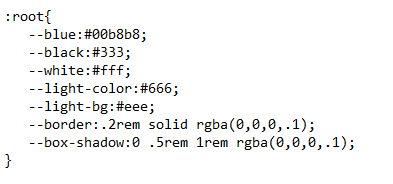 :root{
   --blue:#00b8b8;
   --black:#333;
   --white:#fff;
   --light-color:#666;
   --light-bg:#eee;
   --border:.2rem solid rgba(0,0,0,.1);
   --box-shadow:0 .5rem 1rem rgba(0,0,0,.1);
}